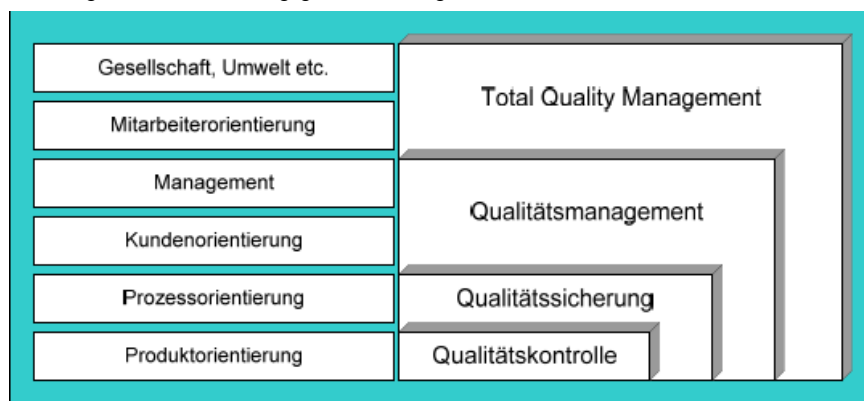 Gesellschaft, Umwelt etc.
Mitarbeiterorientierung
Management
Kundenorientierung
Prozessorientierung
Produktorientierung
Total Quality Management
Qualitätsmanagement
Qualitätssicherung
Qualitätskontrolle